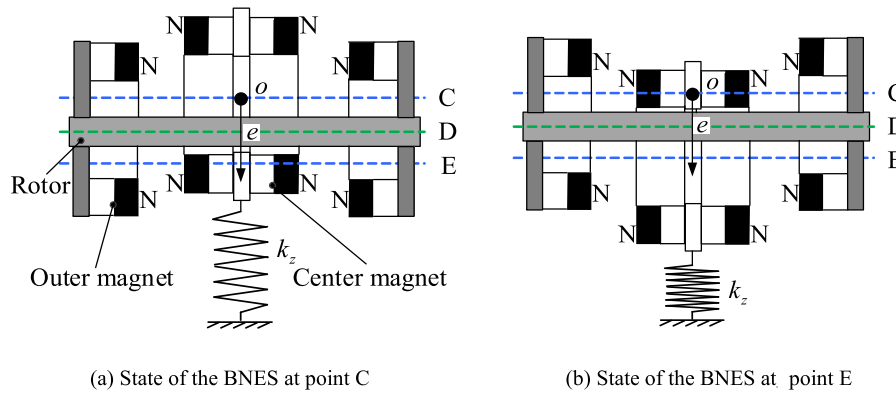 N N
N N
o
C
e
D
E
Rotor
N N
N N
Outer magnet
k_z
Center magnet
(a) State of the BNES at point C
N N
N N
o
C
e
D
E
N N
N N
k_z
(b) State of the BNES at point E